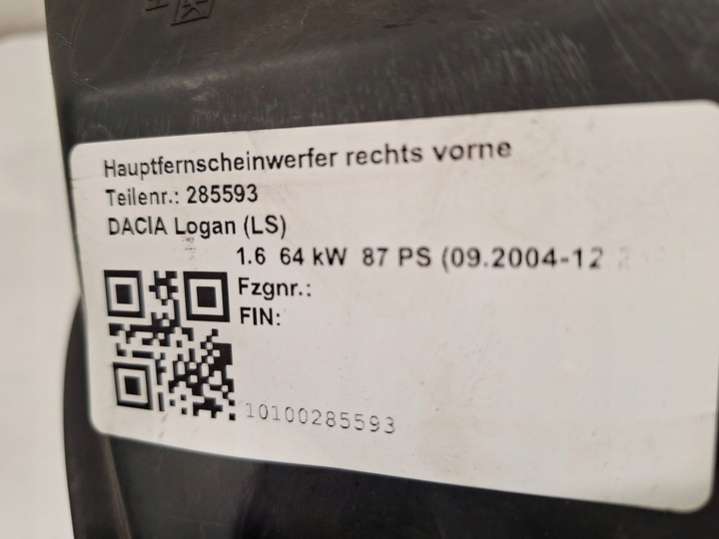 Hauptfernscheinwerfer rechts vorne
Teilenr.: 285593
DACIA Logan (LS)
1.6 64 kW 87 PS (09.2004-12
Fzgnr.:
FIN:
10100285593